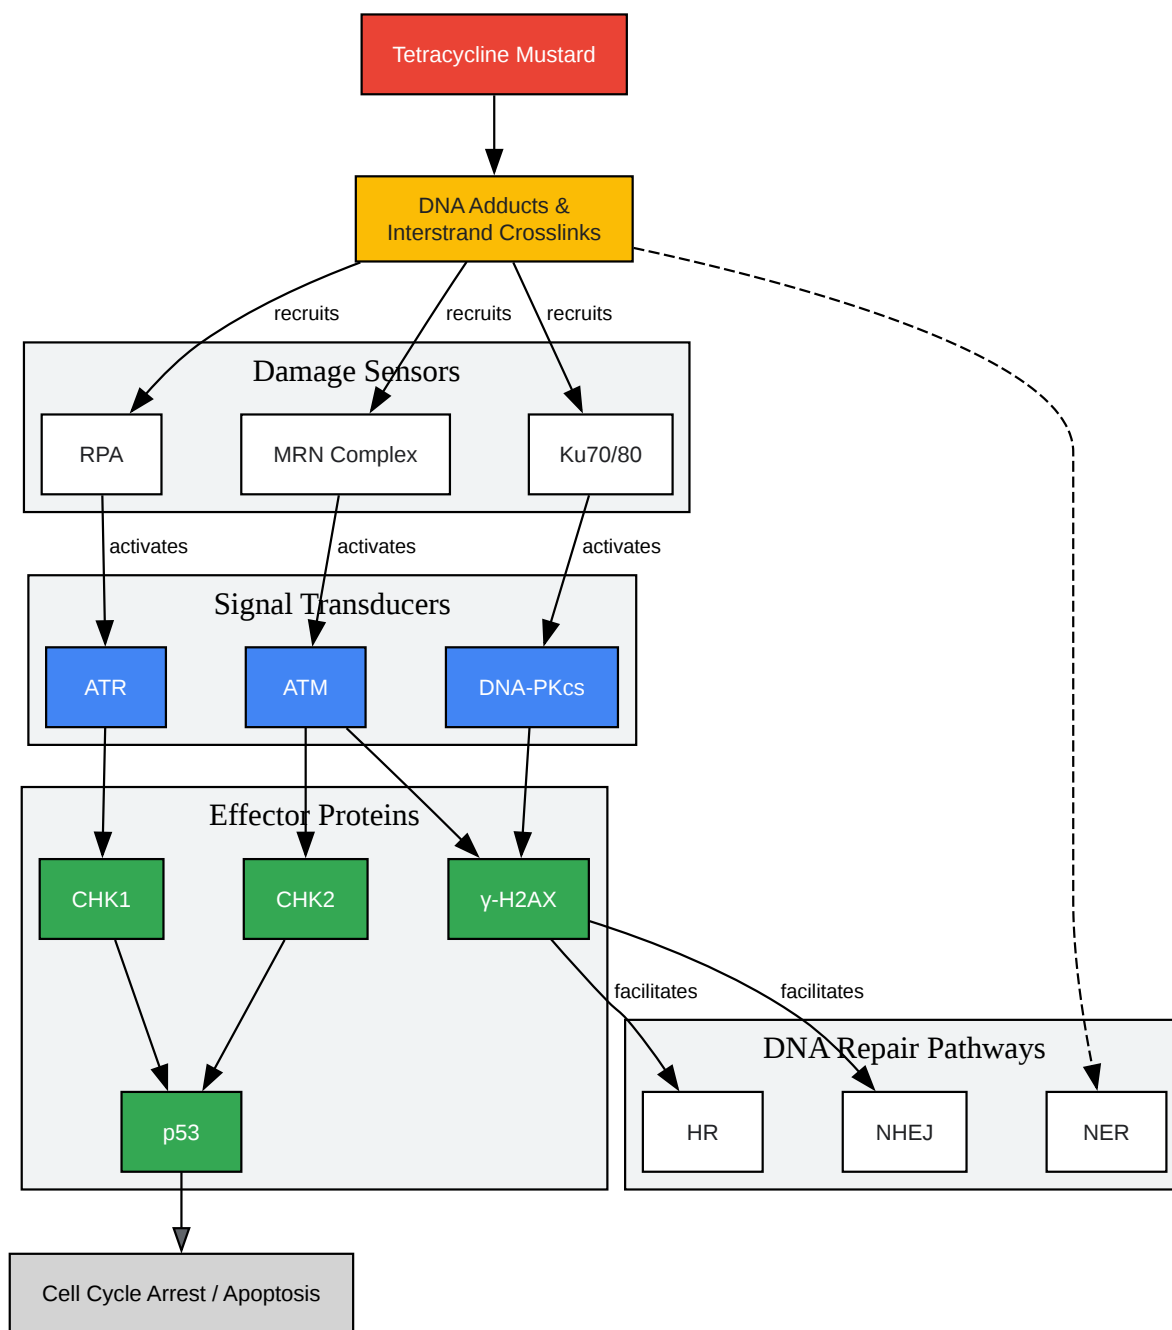 Tetracycline Mustard
DNA Adducts &
Interstrand Crosslinks
recruits
recruits
recruits
Damage Sensors
RPA
MRN Complex
Ku70/80
activates
activates
activates
Signal Transducers
ATR
ATM
DNA-PKcs
Effector Proteins
CHK1
CHK2
γ-H2AX
facilitates
facilitates
DNA Repair Pathways
p53
HR
NHEJ
NER
Cell Cycle Arrest / Apoptosis